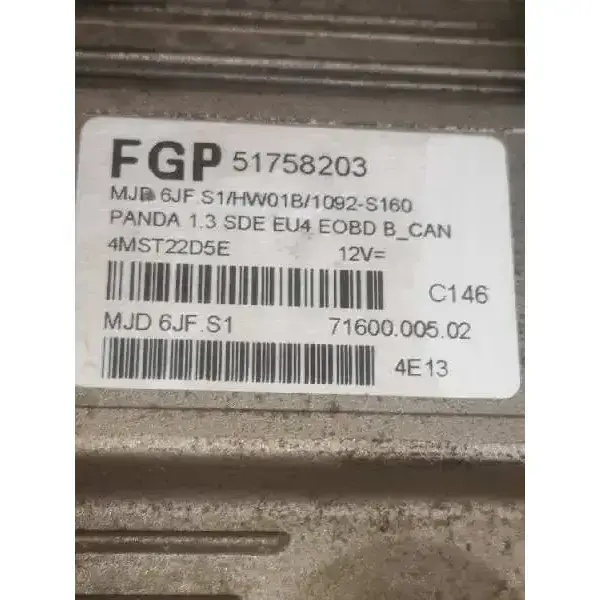 FGP 51758203
MJD 6JF.S1/HW01B/1092-S160
PANDA 1.3 SDE EU4 EOBD B_CAN
4MST22D5E 12V=
C146
MJD 6JF.S1 71600.005.02
4E13